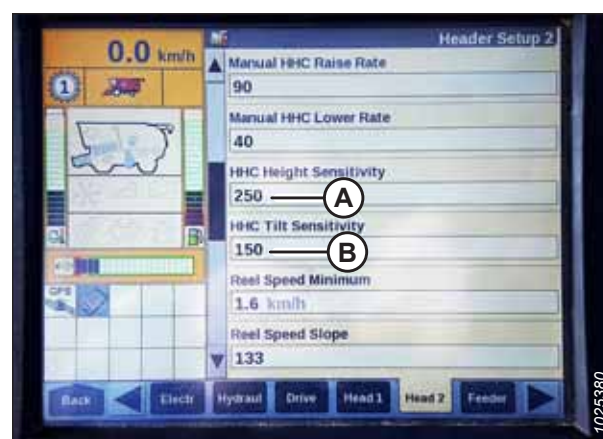 0.0 km/h
Header Setup 2
1
Manual HHC Raise Rate
90
Manual HHC Lower Rate
40
HHC Height Sensitivity
250
A
HHC Tilt Sensitivity
150
B
Reel Speed Minimum
1.6 km/h
Reel Speed Slope
133
GPS
Back
Electr
Hydraul
Drive
Head 1
Head 2
Feeder
1025380